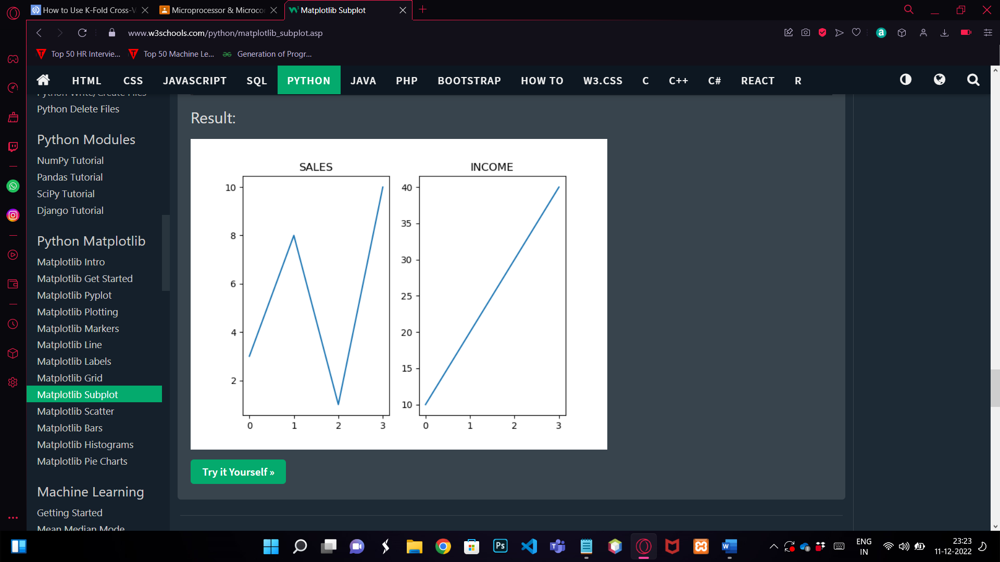 How to Use K-Fold Cross-V
Microprocessor & Microco
Matplotlib Subplot
www.w3schools.com/python/matplotlib_subplot.asp
Top 50 HR Intervie...
Top 50 Machine Le...
Generation of Progr...
HTML CSS JAVASCRIPT SQL PYTHON JAVA PHP BOOTSTRAP HOW TO W3.CSS C C++ C# REACT R
Python Write/Create Files
Python Delete Files
Python Modules
NumPy Tutorial
Pandas Tutorial
SciPy Tutorial
Django Tutorial
Python Matplotlib
Matplotlib Intro
Matplotlib Get Started
Matplotlib Pyplot
Matplotlib Plotting
Matplotlib Markers
Matplotlib Line
Matplotlib Labels
Matplotlib Grid
Matplotlib Subplot
Matplotlib Scatter
Matplotlib Bars
Matplotlib Histograms
Matplotlib Pie Charts
Machine Learning
Getting Started
Mean Median Mode
Result:
SALES
10
8
6
4
2
0 1 2 3
INCOME
40
35
30
25
20
15
10
0 1 2 3
Try it Yourself »
Ps
ENG
IN
23:23
11-12-2022